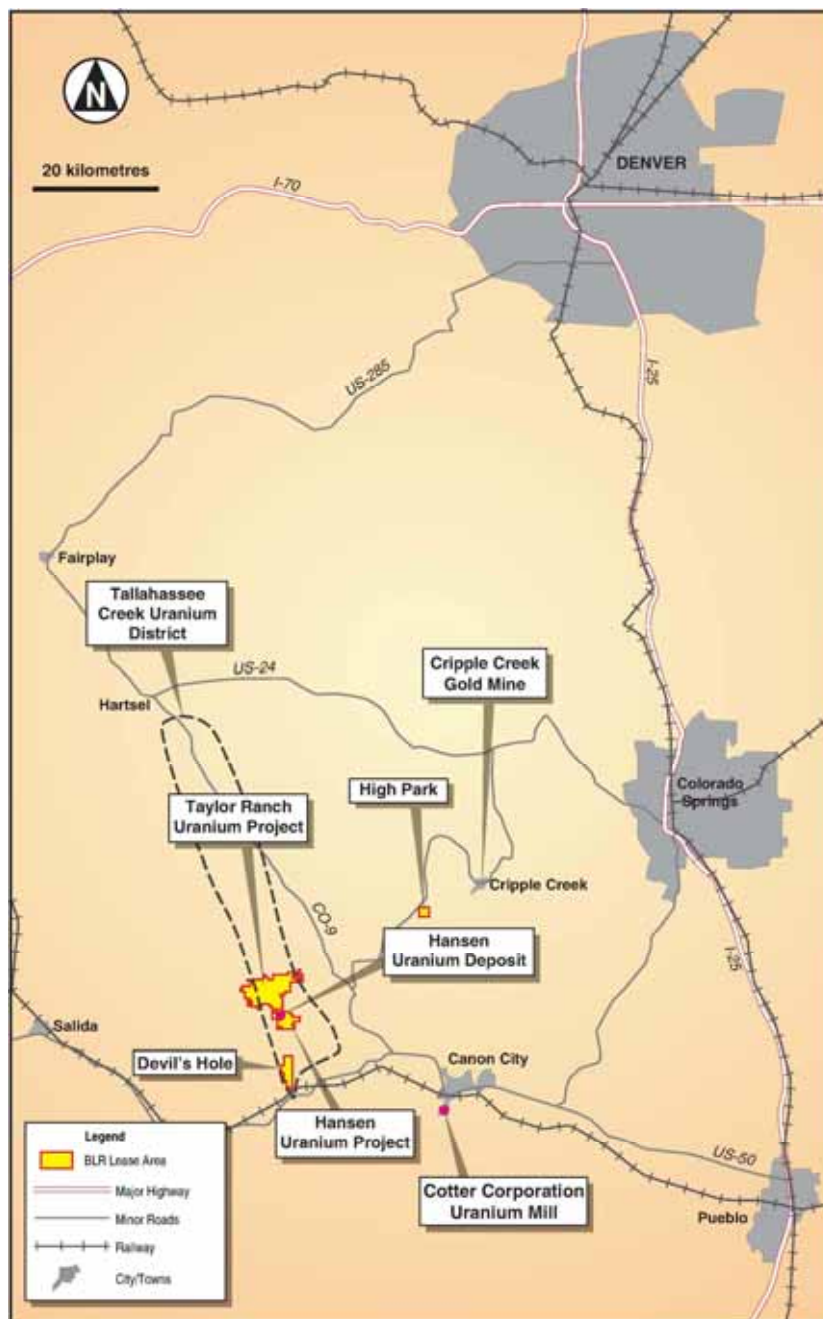 N
20 kilometres
DENVER
I-70
I-25
US-285
Fairplay
Tallahassee
Creek Uranium
District
US-24
Cripple Creek
Gold Mine
Hartsel
Colorado
Springs
High Park
Taylor Ranch
Uranium Project
Cripple Creek
CO-9
Hansen
Uranium Deposit
I-25
Salida
Canon City
Devil's Hole
Hansen
Uranium Project
US-50
Cotter Corporation
Uranium Mill
Pueblo
Legend
BLR Lease Area
Major Highway
Minor Roads
Railway
City/Towns